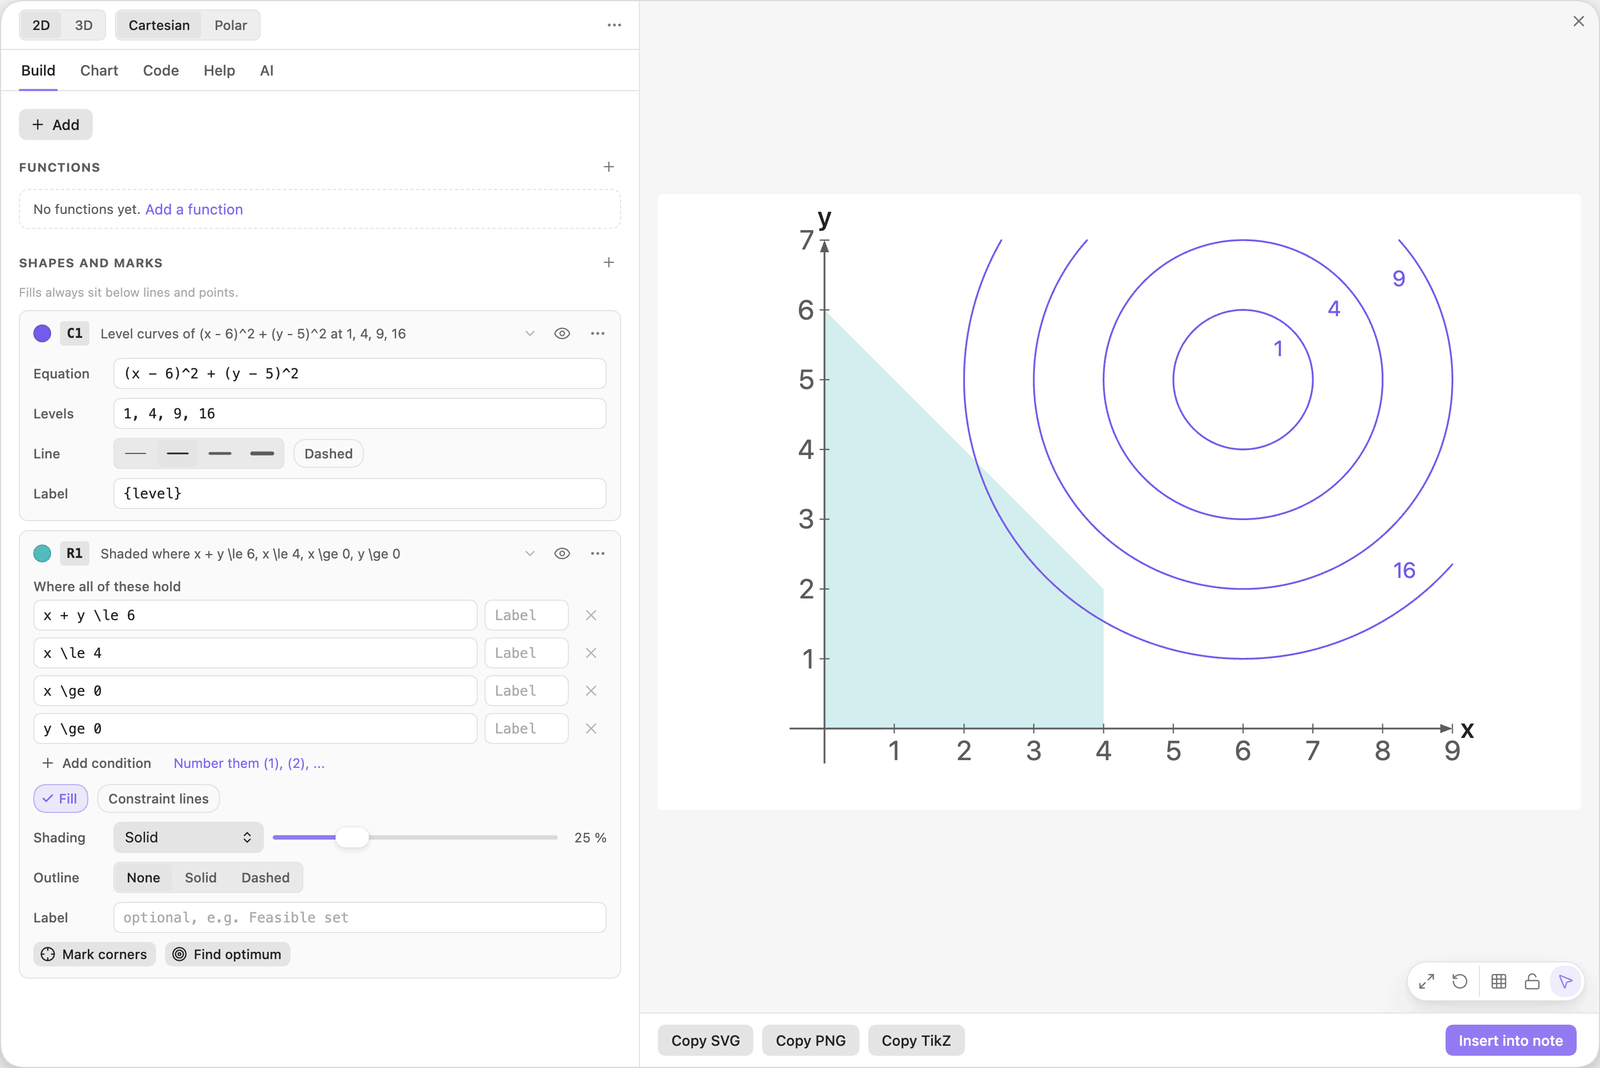 2D 3D Cartesian Polar
Build Chart Code Help AI
+ Add
FUNCTIONS
No functions yet. Add a function
SHAPES AND MARKS
Fills always sit below lines and points.
C1 Level curves of (x - 6)^2 + (y - 5)^2 at 1, 4, 9, 16
Equation (x − 6)^2 + (y − 5)^2
Levels 1, 4, 9, 16
Line Dashed
Label {level}
R1 Shaded where x + y \le 6, x \le 4, x \ge 0, y \ge 0
Where all of these hold
x + y \le 6 Label
x \le 4 Label
x \ge 0 Label
y \ge 0 Label
+ Add condition Number them (1), (2), ...
Fill Constraint lines
Shading Solid 25 %
Outline None Solid Dashed
Label optional, e.g. Feasible set
Mark corners Find optimum
y
7
6
5
4
3
2
1
1 2 3 4 5 6 7 8 9
x
1
4
9
16
Copy SVG Copy PNG Copy TikZ Insert into note